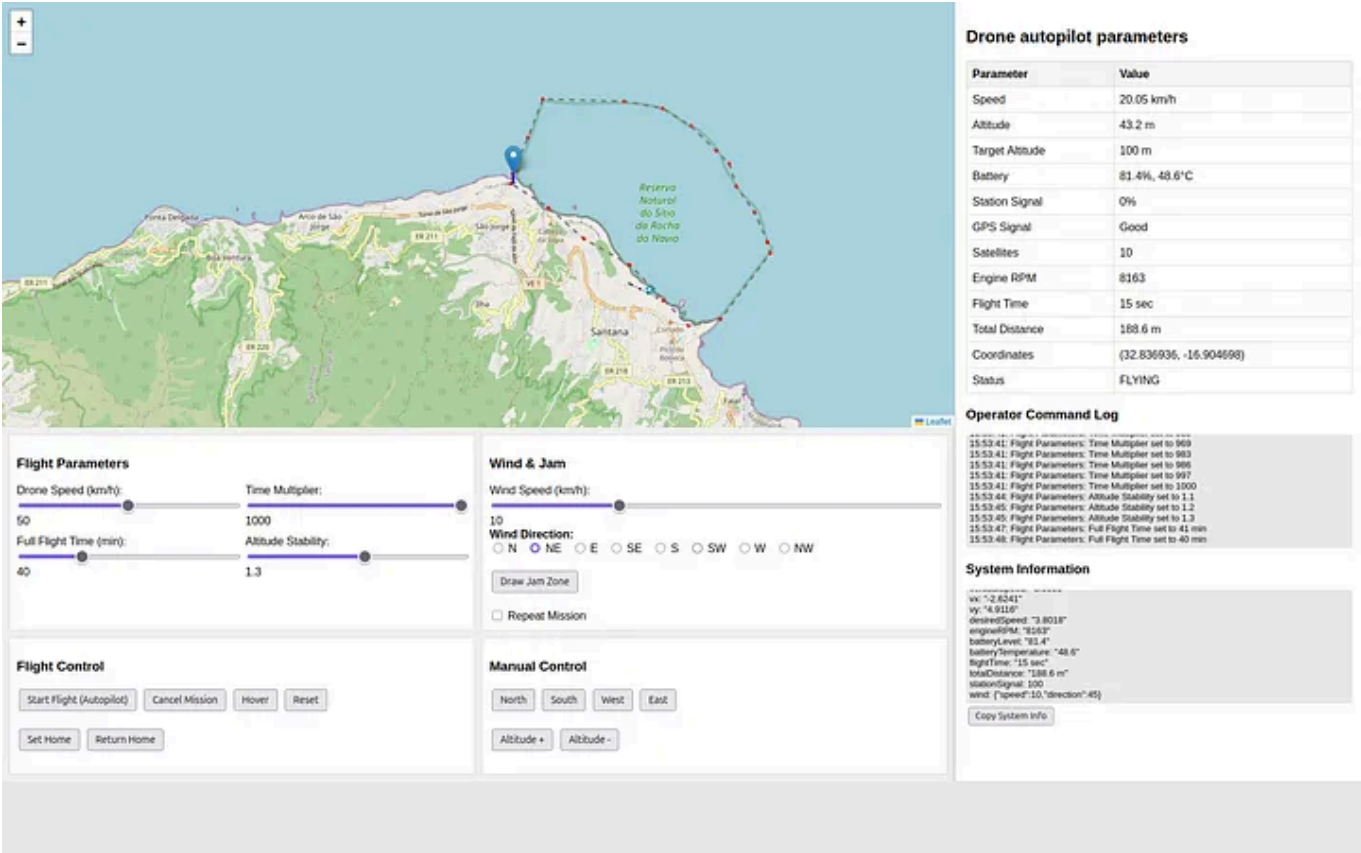 +
−
Ponta Delgada
Arco de São
Jorge
ER 211
São Jorge
Boa Ventura
ER 211
VE 1
Ilha
Santana
ER 220
ER 218
ER 213
Faial
Reserva
Natural
do Sítio
da Rocha
do Navio
Leaflet
Flight Parameters
Drone Speed (km/h):
Time Multiplier:
50
1000
Full Flight Time (min):
Altitude Stability:
40
1.3
Wind & Jam
Wind Speed (km/h):
10
Wind Direction:
N NE E SE S SW W NW
Draw Jam Zone
Repeat Mission
Flight Control
Start Flight (Autopilot) Cancel Mission Hover Reset
Set Home Return Home
Manual Control
North South West East
Altitude + Altitude -
Drone autopilot parameters
Parameter Value
Speed 20.05 km/h
Altitude 43.2 m
Target Altitude 100 m
Battery 81.4%, 48.6°C
Station Signal 0%
GPS Signal Good
Satellites 10
Engine RPM 8163
Flight Time 15 sec
Total Distance 188.6 m
Coordinates (32.836936, -16.904698)
Status FLYING
Operator Command Log
15:53:41: Flight Parameters: Time Multiplier set to 969
15:53:41: Flight Parameters: Time Multiplier set to 983
15:53:41: Flight Parameters: Time Multiplier set to 986
15:53:41: Flight Parameters: Time Multiplier set to 997
15:53:41: Flight Parameters: Time Multiplier set to 1000
15:53:44: Flight Parameters: Altitude Stability set to 1.1
15:53:45: Flight Parameters: Altitude Stability set to 1.2
15:53:45: Flight Parameters: Altitude Stability set to 1.3
15:53:47: Flight Parameters: Full Flight Time set to 41 min
15:53:48: Flight Parameters: Full Flight Time set to 40 min
System Information
vx: "-2.6241"
vy: "4.9116"
desiredSpeed: "3.8018"
engineRPM: "8163"
batteryLevel: "81.4"
batteryTemperature: "48.6"
flightTime: "15 sec"
totalDistance: "188.6 m"
stationSignal: 100
wind: {"speed":10,"direction":45}
Copy System Info